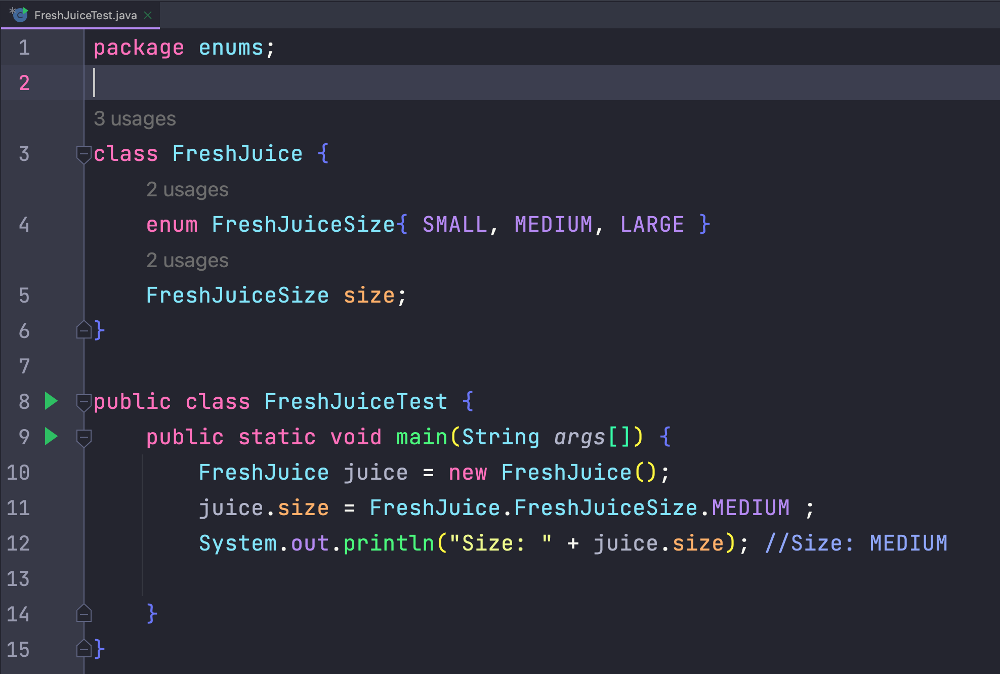 FreshJuiceTest.java
1 package enums;
2
3 usages
3 class FreshJuice {
2 usages
4 enum FreshJuiceSize{ SMALL, MEDIUM, LARGE }
2 usages
5 FreshJuiceSize size;
6 }
7
8 public class FreshJuiceTest {
9 public static void main(String args[]) {
10 FreshJuice juice = new FreshJuice();
11 juice.size = FreshJuice.FreshJuiceSize.MEDIUM ;
12 System.out.println("Size: " + juice.size); //Size: MEDIUM
13
14 }
15 }